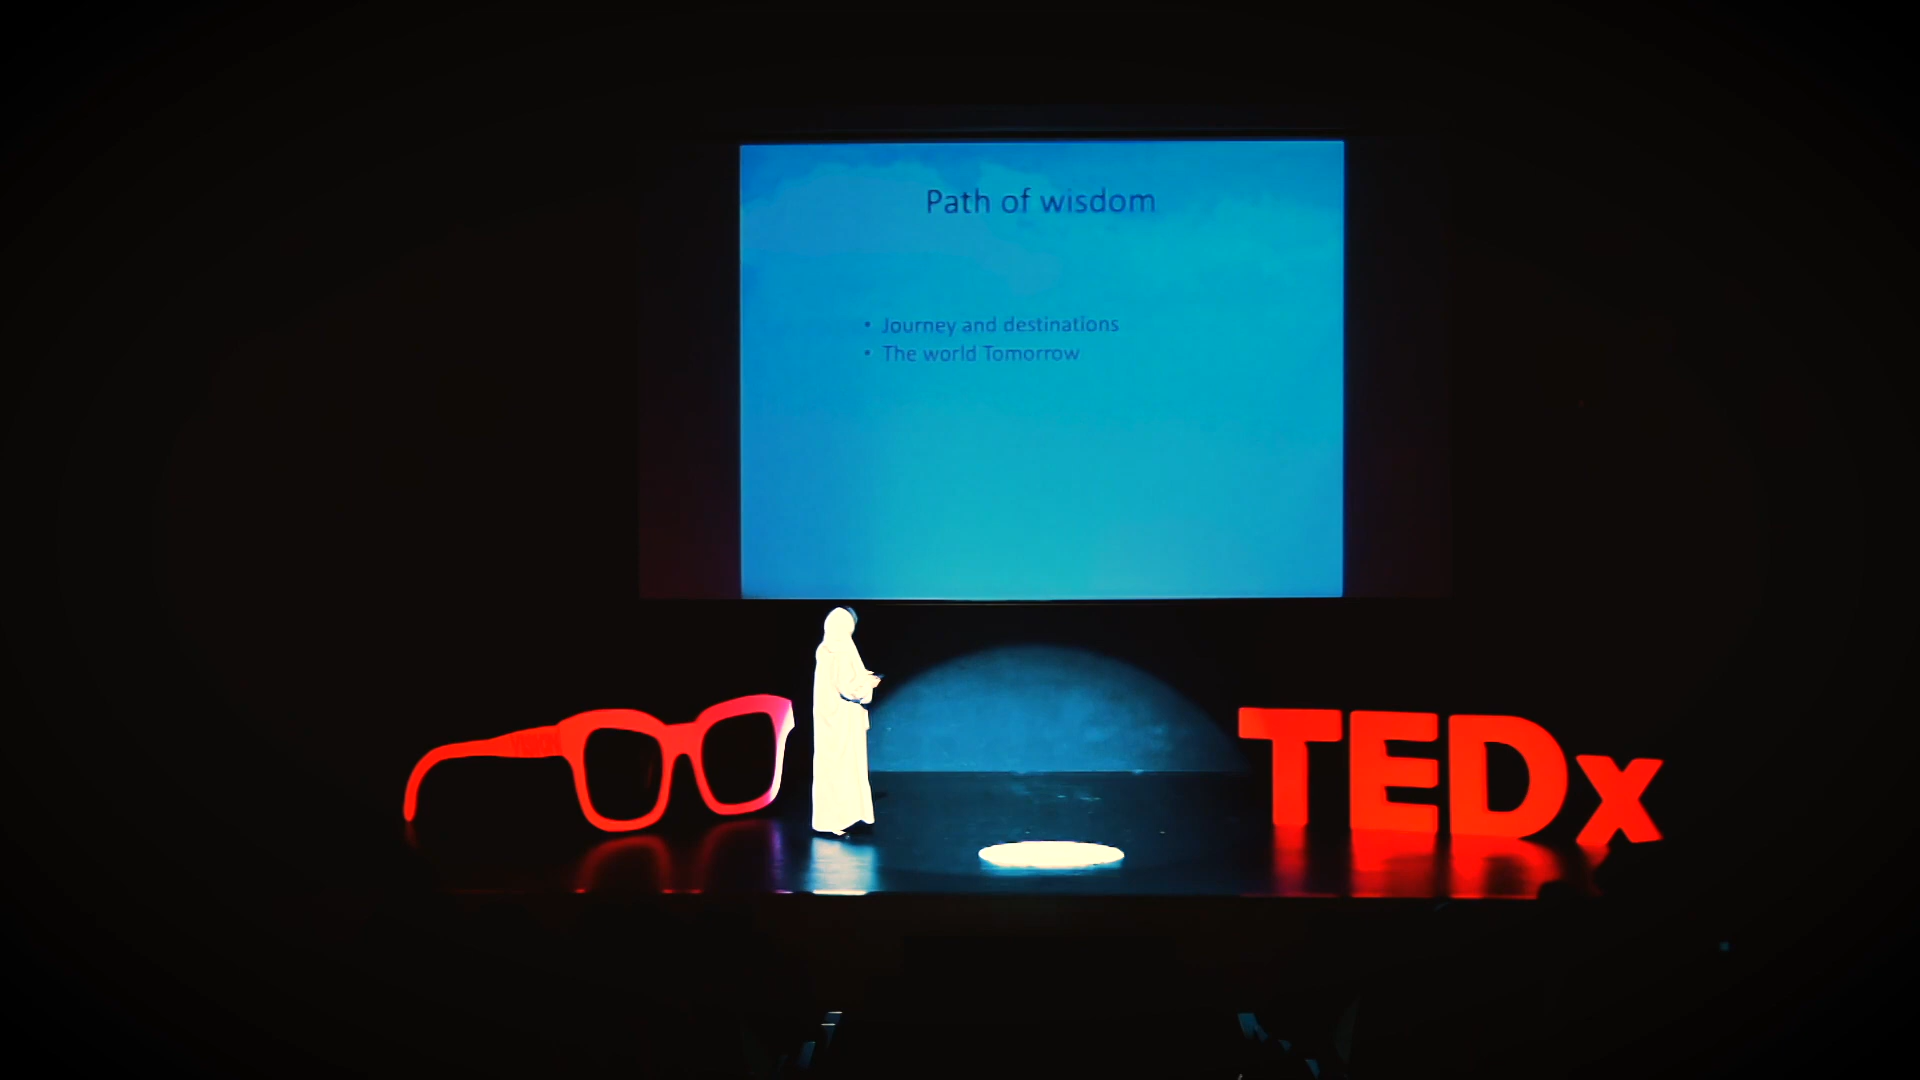 Path of wisdom
• Journey and destinations
• The world Tomorrow
TEDx